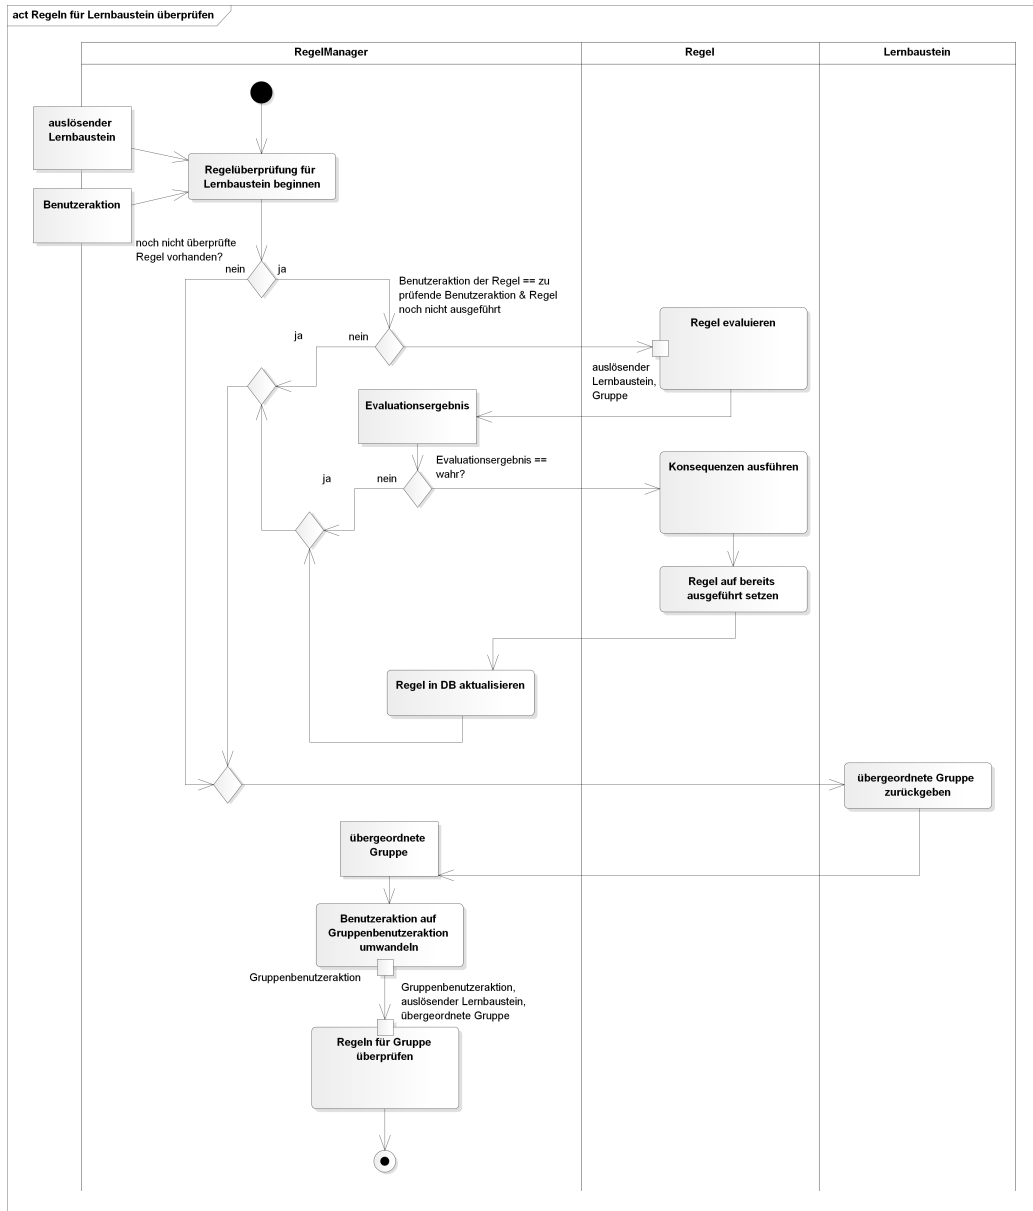 act Regeln für Lernbaustein überprüfen
RegelManager
Regel
Lernbaustein
auslösender
Lernbaustein
Regelüberprüfung für
Lernbaustein beginnen
Benutzeraktion
noch nicht überprüfte
Regel vorhanden?
nein
ja
Benutzeraktion der Regel == zu
prüfende Benutzeraktion & Regel
noch nicht ausgeführt
ja
nein
Regel evaluieren
auslösender
Lernbaustein,
Gruppe
Evaluationsergebnis
Evaluationsergebnis ==
wahr?
ja
nein
Konsequenzen ausführen
Regel auf bereits
ausgeführt setzen
Regel in DB aktualisieren
übergeordnete Gruppe
zurückgeben
übergeordnete
Gruppe
Benutzeraktion auf
Gruppenbenutzeraktion
umwandeln
Gruppenbenutzeraktion
Gruppenbenutzeraktion,
auslösender Lernbaustein,
übergeordnete Gruppe
Regeln für Gruppe
überprüfen